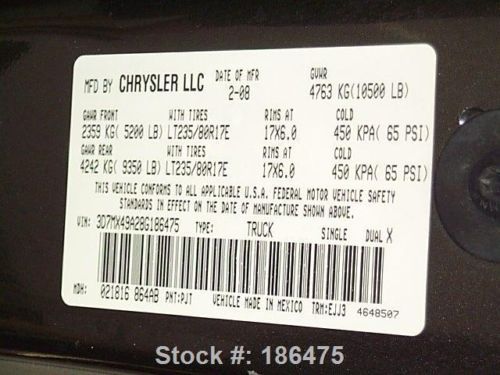 MFD BY CHRYSLER LLC DATE OF MFR GVWR
2-08 4763 KG(10500 LB)
GAWR FRONT WITH TIRES RIMS AT COLD
2359 KG( 5200 LB) LT235/80R17E 17X6.0 450 KPA( 65 PSI)
GAWR REAR WITH TIRES RIMS AT COLD
4242 KG( 9350 LB) LT235/80R17E 17X6.0 450 KPA( 65 PSI)
THIS VEHICLE CONFORMS TO ALL APPLICABLE U.S.A. FEDERAL MOTOR VEHICLE SAFETY
STANDARDS IN EFFECT ON THE DATE OF MANUFACTURE SHOWN ABOVE.
VIN: 3D7MX49A28G186475 TYPE: TRUCK SINGLE DUAL X
MDH: 021816 864AB PNT:PJT VEHICLE MADE IN MEXICO TRM:EJJ3 4648507
Stock #: 186475